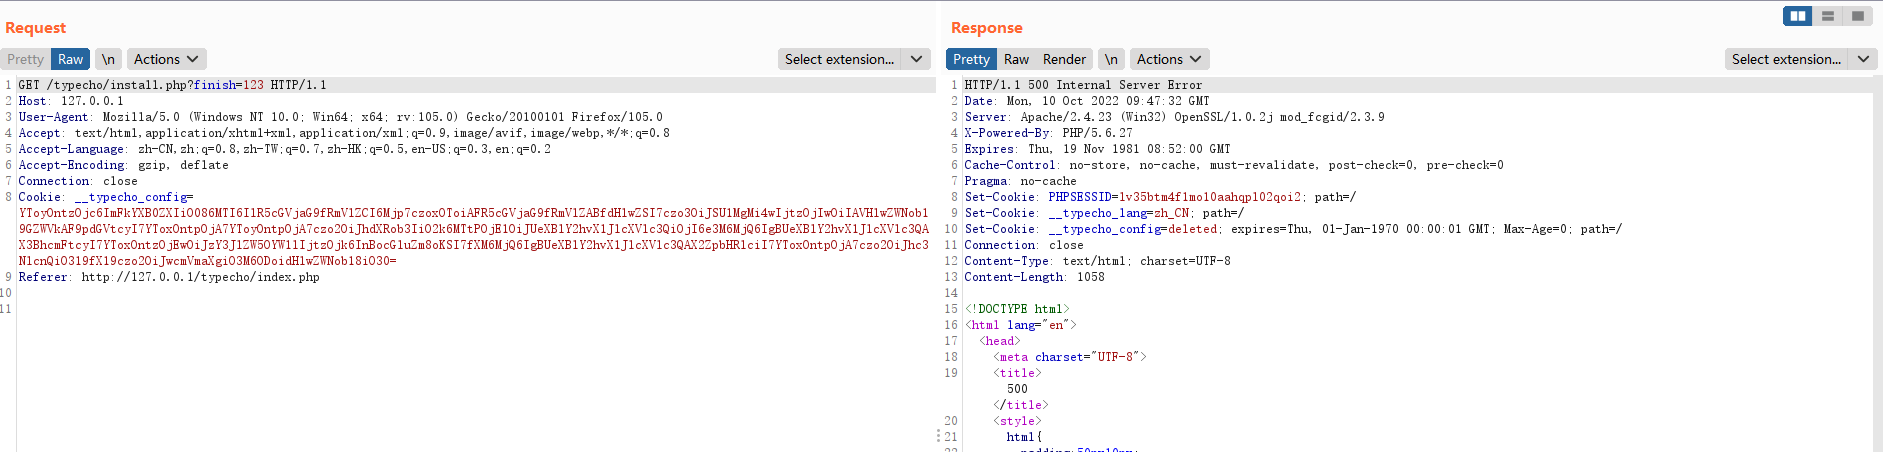 Request
Pretty Raw \n Actions
Select extension...
1 GET /typecho/install.php?finish=123 HTTP/1.1
2 Host: 127.0.0.1
3 User-Agent: Mozilla/5.0 (Windows NT 10.0; Win64; x64; rv:105.0) Gecko/20100101 Firefox/105.0
4 Accept: text/html,application/xhtml+xml,application/xml;q=0.9,image/avif,image/webp,*/*;q=0.8
5 Accept-Language: zh-CN,zh;q=0.8,zh-TW;q=0.7,zh-HK;q=0.5,en-US;q=0.3,en;q=0.2
6 Accept-Encoding: gzip, deflate
7 Connection: close
8 Cookie: __typecho_config=
9 Referer: http://127.0.0.1/typecho/index.php
10
11
Response
Pretty Raw Render \n Actions
Select extension...
1 HTTP/1.1 500 Internal Server Error
2 Date: Mon, 10 Oct 2022 09:47:32 GMT
3 Server: Apache/2.4.23 (Win32) OpenSSL/1.0.2j mod_fcgid/2.3.9
4 X-Powered-By: PHP/5.6.27
5 Expires: Thu, 19 Nov 1981 08:52:00 GMT
6 Cache-Control: no-store, no-cache, must-revalidate, post-check=0, pre-check=0
7 Pragma: no-cache
8 Set-Cookie: PHPSESSID=lv35btm4flmo10aahqpl02qoi2; path=/
9 Set-Cookie: __typecho_lang=zh_CN; path=/
10 Set-Cookie: __typecho_config=deleted; expires=Thu, 01-Jan-1970 00:00:01 GMT; Max-Age=0; path=/
11 Connection: close
12 Content-Type: text/html; charset=UTF-8
13 Content-Length: 1058
14
15 <!DOCTYPE html>
16 <html lang="en">
17 <head>
18 <meta charset="UTF-8">
19 <title>
500
</title>
20 <style>
21 html{